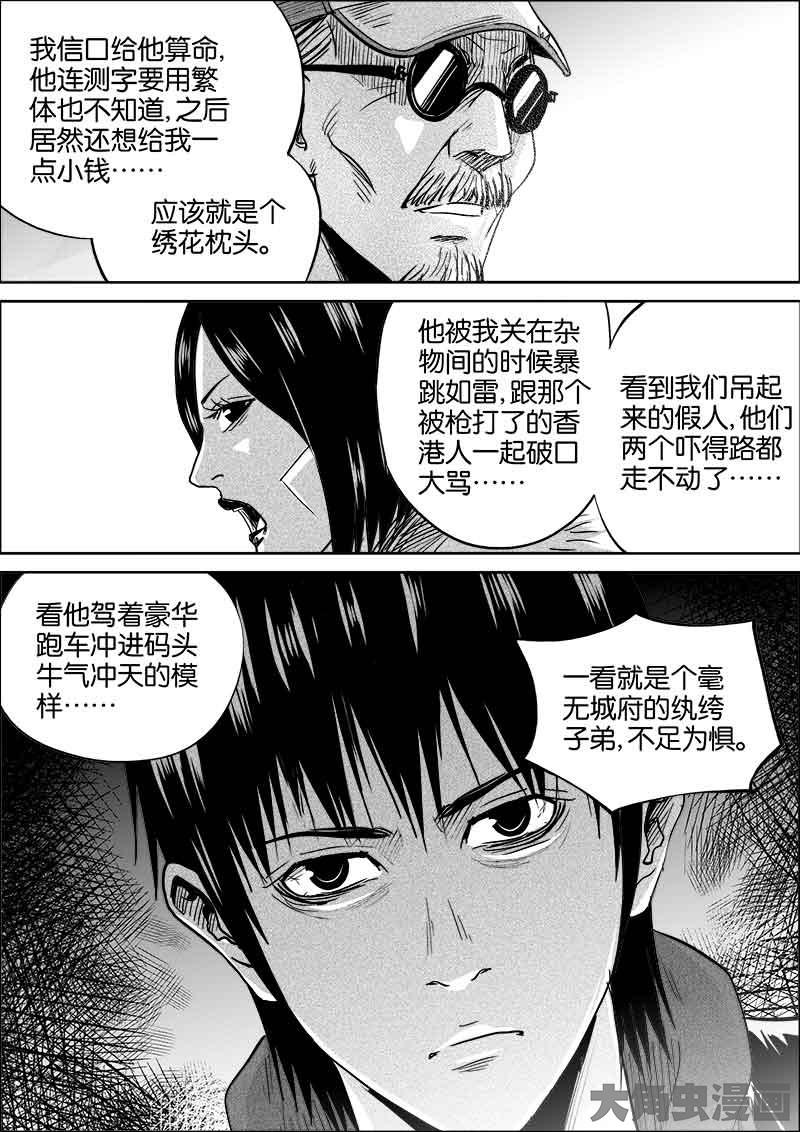 我信口给他算命,
他连测字要用繁
体也不知道,之后
居然还想给我一
点小钱……
应该就是个
绣花枕头。
他被我关在杂
物间的时候暴
跳如雷,跟那个
被枪打了的香
港人一起破口
大骂……
看到我们吊起
来的假人,他们
两个吓得路都
走不动了……
看他驾着豪华
跑车冲进码头
牛气冲天的模
样……
一看就是个毫
无城府的纨绔
子弟,不足为惧。
大角虫漫画